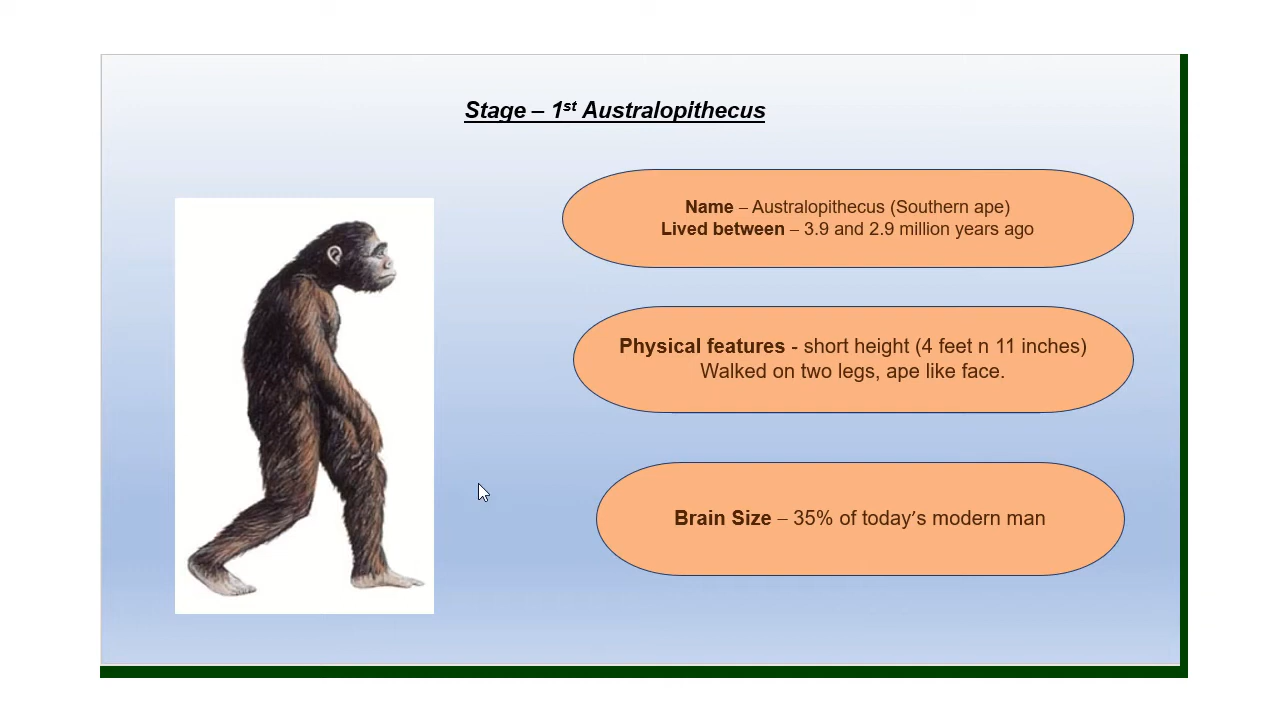 Stage – 1st Australopithecus
Name – Australopithecus (Southern ape)
Lived between – 3.9 and 2.9 million years ago
Physical features - short height (4 feet n 11 inches)
Walked on two legs, ape like face.
Brain Size – 35% of today’s modern man